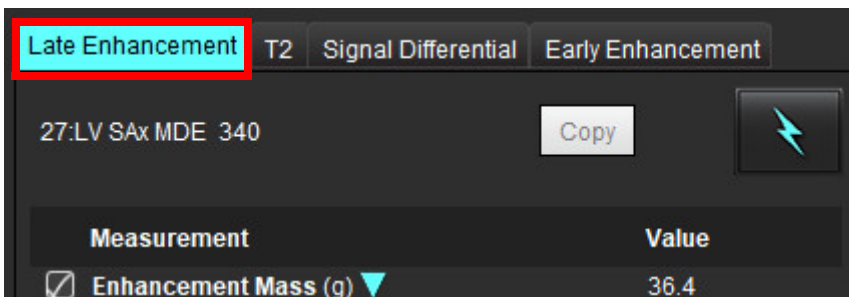 Late Enhancement T2 Signal Differential Early Enhancement
27:LV SAx MDE 340 Copy
Measurement Value
Enhancement Mass (g) 36.4